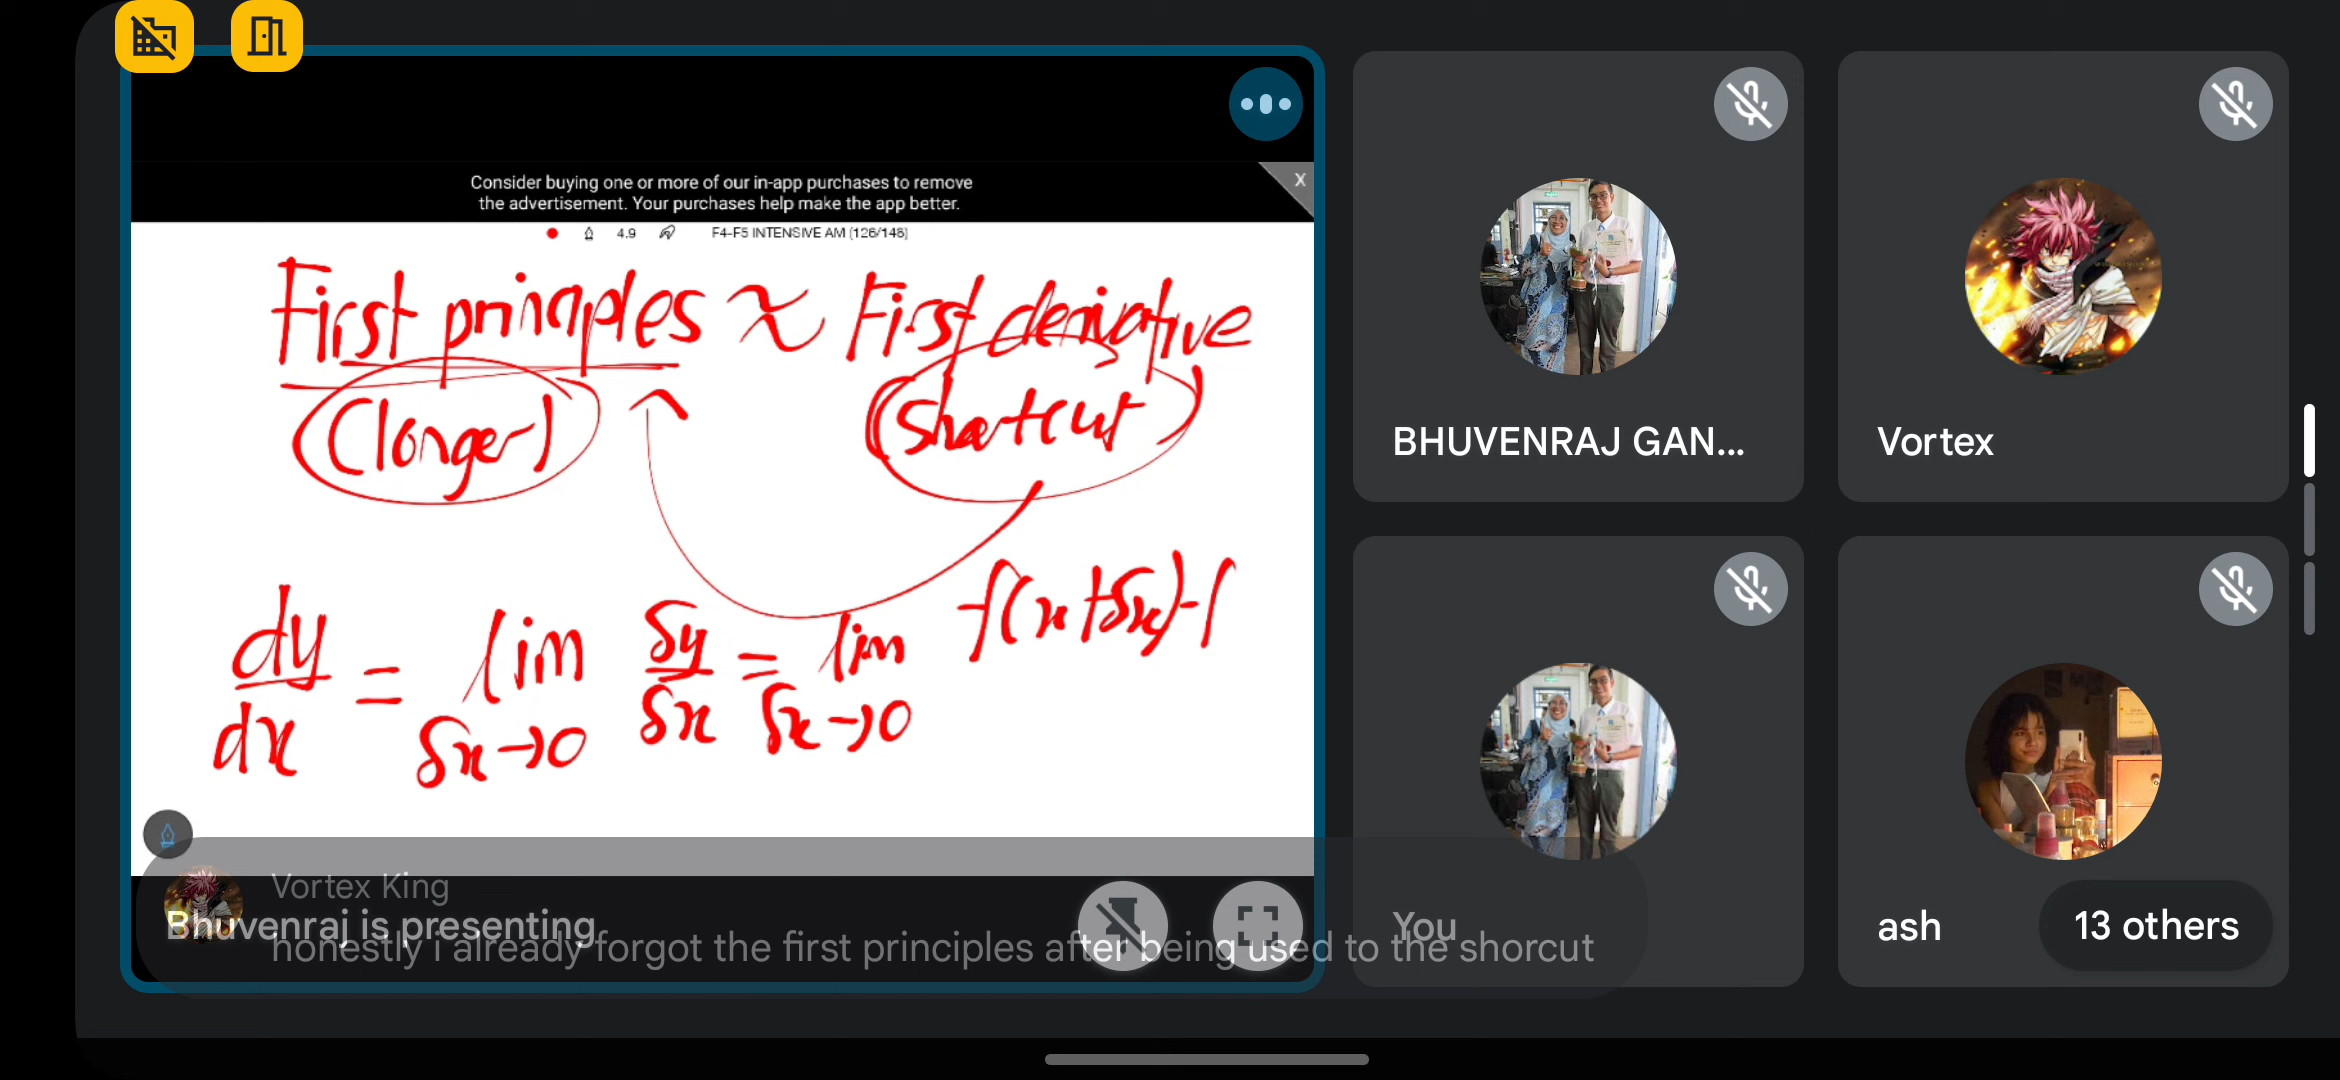 Consider buying one or more of our in-app purchases to remove
the advertisement. Your purchases help make the app better.
X
4.9 F4-F5 INTENSIVE AM (126/148)
First principles ≈ First derivative
(longer) (shortcut)
dy/dx = lim δx→0 δy/δx = lim δx→0 f(x+δx)-f
BHUVENRAJ GAN...
Vortex
Vortex King
Bhuvenraj is presenting
honestly i already forgot the first principles after being used to the shorcut
You
ash
13 others